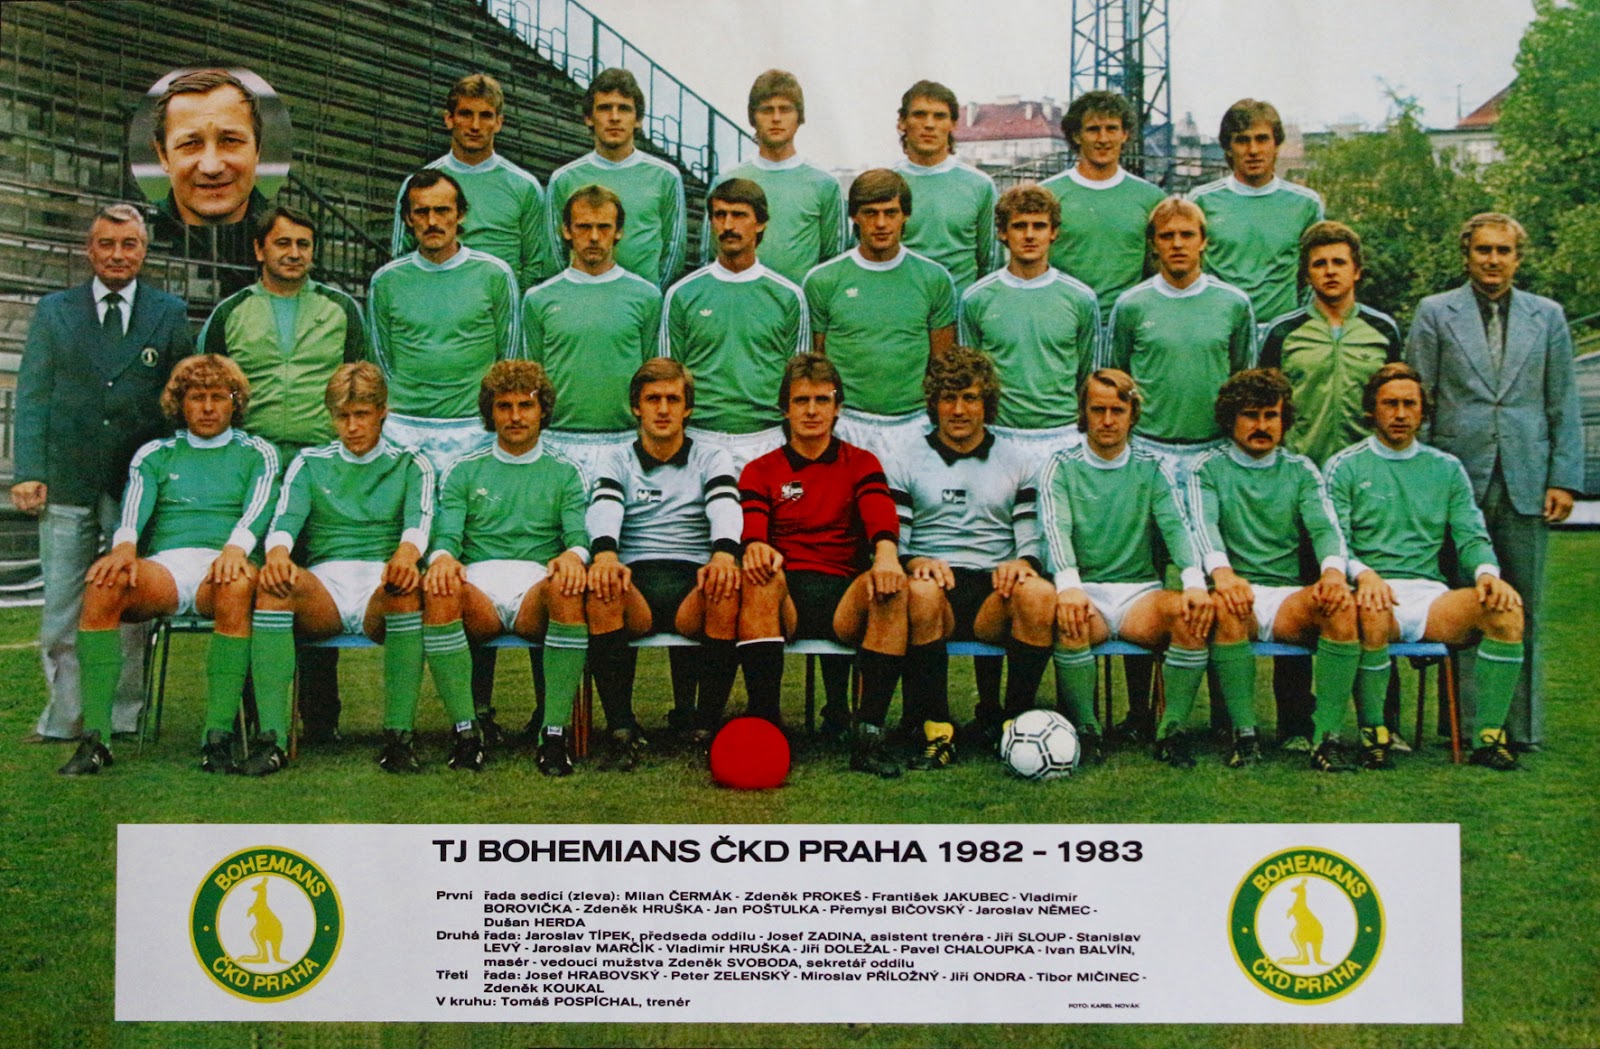 TJ BOHEMIANS ČKD PRAHA 1982 - 1983
BOHEMIANS
ČKD PRAHA
První řada sedící (zleva): Milan ČERMÁK - Zdeněk PROKEŠ - František JAKUBEC - Vladimír
BOROVIČKA - Zdeněk HRUŠKA - Jan POŠTULKA - Přemysl BIČOVSKÝ - Jaroslav NĚMEC -
Dušan HERDA
Druhá řada: Jaroslav TÍPEK, předseda oddílu - Josef ZADINA, asistent trenéra - Jiří SLOUP - Stanislav
LEVÝ - Jaroslav MARČÍK - Vladimír HRUŠKA - Jiří DOLEŽAL - Pavel CHALOUPKA - Ivan BALVÍN,
masér - vedoucí mužstva Zdeněk SVOBODA, sekretář oddílu
Třetí řada: Josef HRABOVSKÝ - Peter ZELENSKÝ - Miroslav PŘÍLOŽNÝ - Jiří ONDRA - Tibor MIČINEC -
Zdeněk KOUKAL
V kruhu: Tomáš POSPÍCHAL, trenér
FOTO: KAREL NOVÁK
BOHEMIANS
ČKD PRAHA